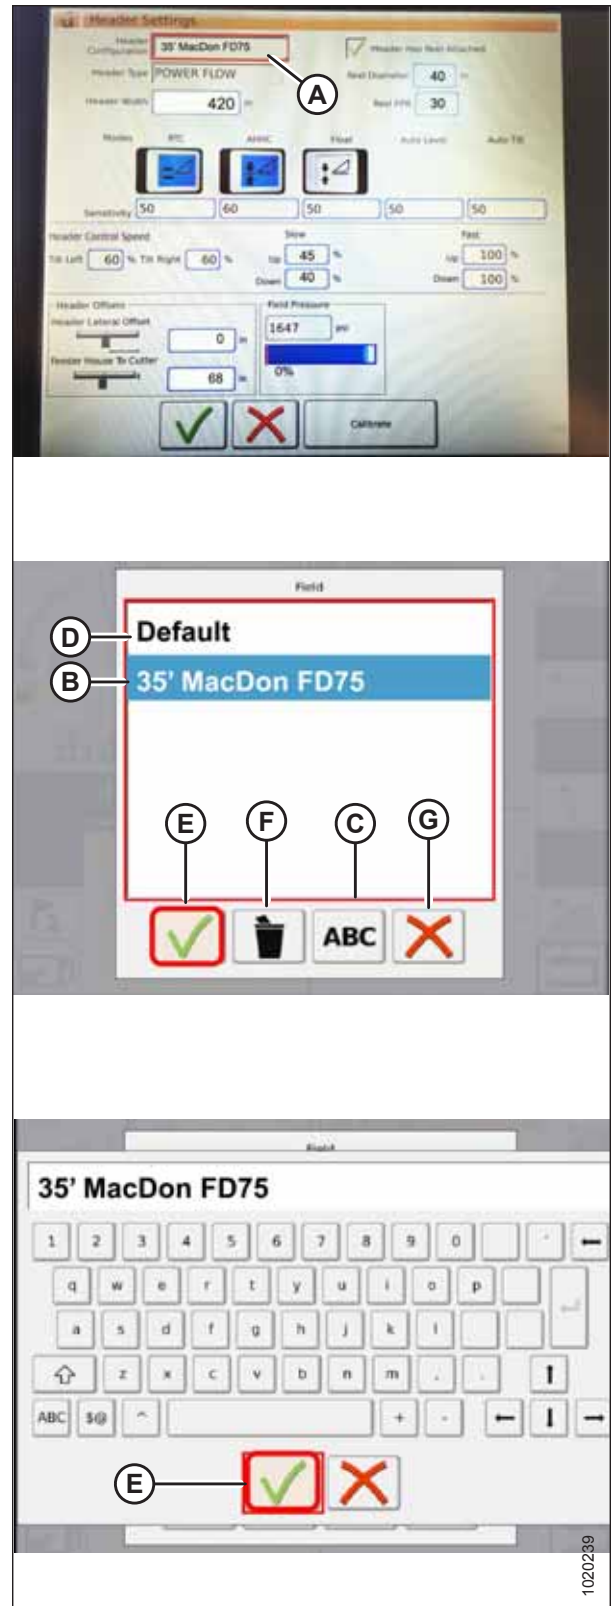 Header Settings
Header Configuration 35' MacDon FD75 Header Has Reel Attached
A
Header Type POWER FLOW Reel Diameter 40 in
Header Width 420 in Reel PPR 30
Modes RTC AHHC Float Auto Level Auto Tilt
Sensitivity 50 60 50 50 50
Header Control Speed Slow Fast
Tilt Left 60 % Tilt Right 60 % Up 45 % Up 100 %
Down 40 % Down 100 %
Header Offsets Field Pressure
Header Lateral Offset 1647 psi
0 in
Feeder House To Cutter 0%
68 in
Calibrate
Field
D Default
B 35' MacDon FD75
E F C G
ABC
Field
35' MacDon FD75
1 2 3 4 5 6 7 8 9 0
q w e r t y u i o p
a s d f g h j k l
z x c v b n m , .
ABC $@ ^ + -
E
1020239